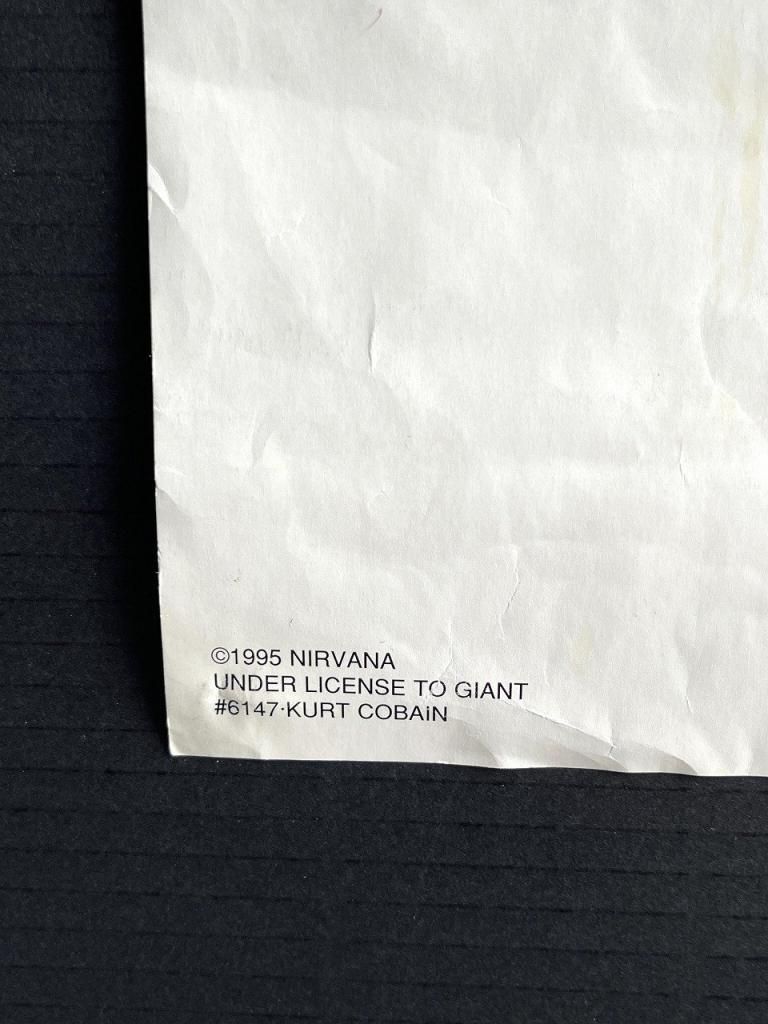 ©1995 NIRVANA
UNDER LICENSE TO GIANT
#6147·KURT COBAiN